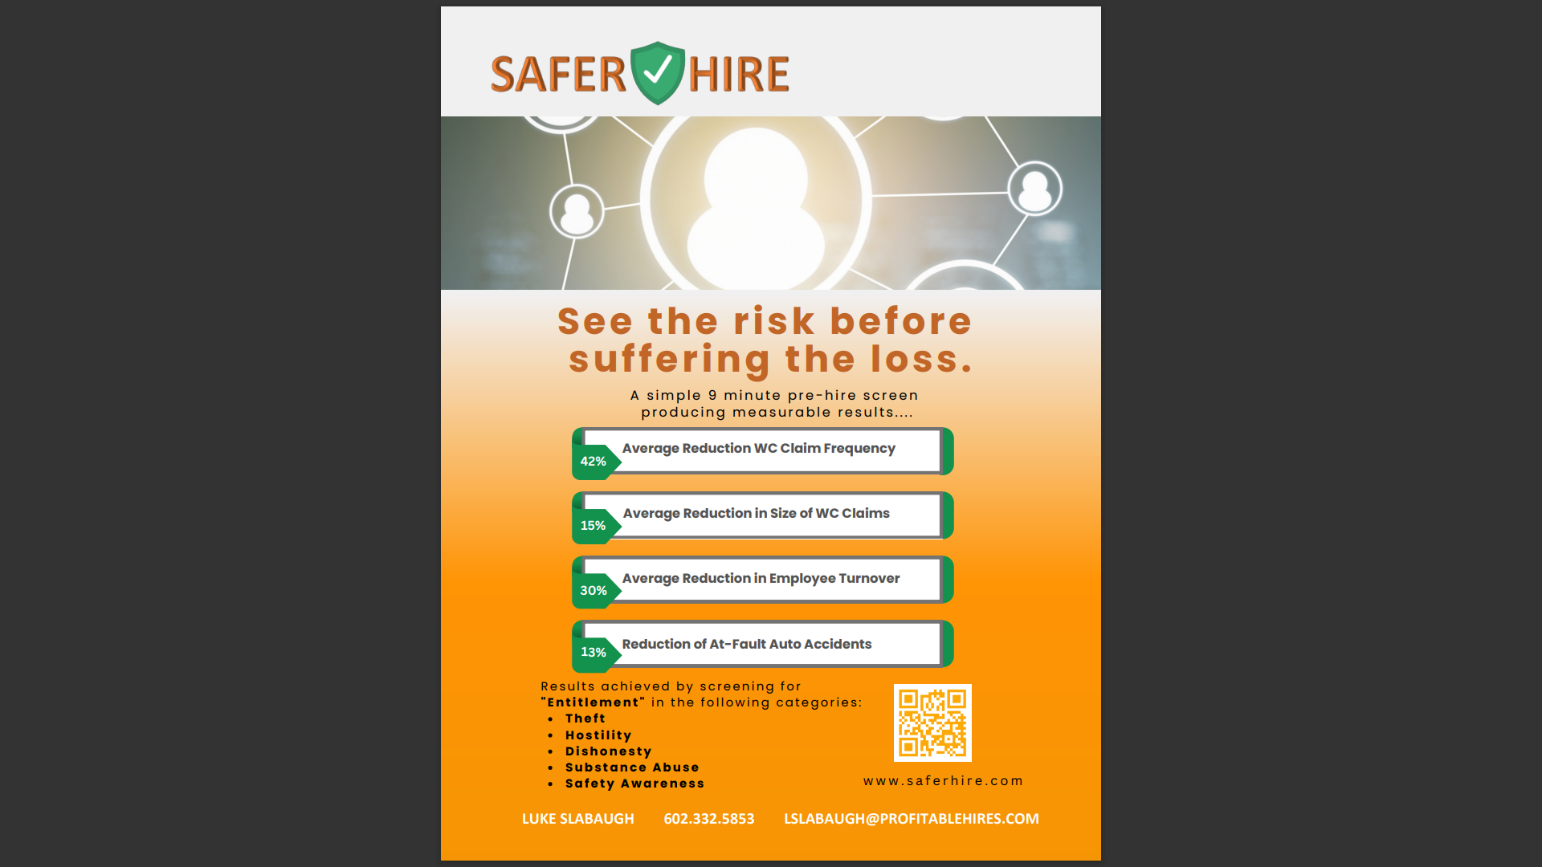 SAFER HIRE
See the risk before
suffering the loss.
A simple 9 minute pre-hire screen
producing measurable results....
Average Reduction WC Claim Frequency
42%
Average Reduction in Size of WC Claims
15%
Average Reduction in Employee Turnover
30%
Reduction of At-Fault Auto Accidents
13%
Results achieved by screening for
"Entitlement" in the following categories:
• Theft
• Hostility
• Dishonesty
• Substance Abuse
• Safety Awareness
www.saferhire.com
LUKE SLABAUGH 602.332.5853 LSLABAUGH@PROFITABLEHIRES.COM